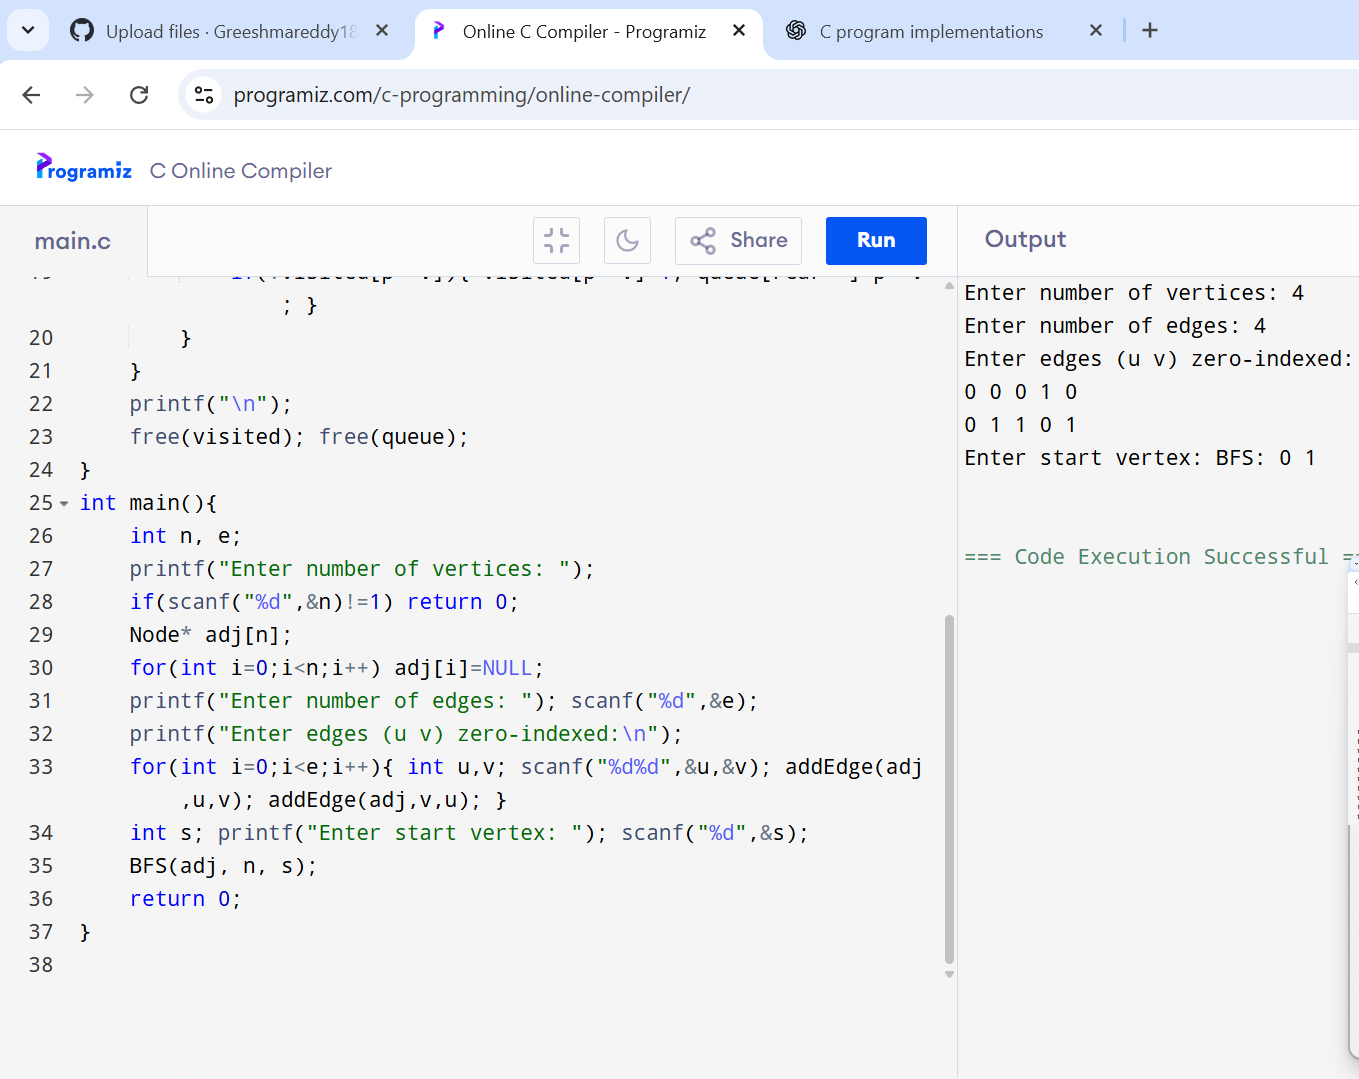 Upload files · Greeshmareddy18
Online C Compiler - Programiz
C program implementations
programiz.com/c-programming/online-compiler/
Programiz C Online Compiler
main.c
Share
Run
Output
; }
20 }
21 }
22 printf("\n");
23 free(visited); free(queue);
24 }
25 int main(){
26 int n, e;
27 printf("Enter number of vertices: ");
28 if(scanf("%d",&n)!=1) return 0;
29 Node* adj[n];
30 for(int i=0;i<n;i++) adj[i]=NULL;
31 printf("Enter number of edges: "); scanf("%d",&e);
32 printf("Enter edges (u v) zero-indexed:\n");
33 for(int i=0;i<e;i++){ int u,v; scanf("%d%d",&u,&v); addEdge(adj
,u,v); addEdge(adj,v,u); }
34 int s; printf("Enter start vertex: "); scanf("%d",&s);
35 BFS(adj, n, s);
36 return 0;
37 }
38
Enter number of vertices: 4
Enter number of edges: 4
Enter edges (u v) zero-indexed:
0 0 0 1 0
0 1 1 0 1
Enter start vertex: BFS: 0 1
=== Code Execution Successful =